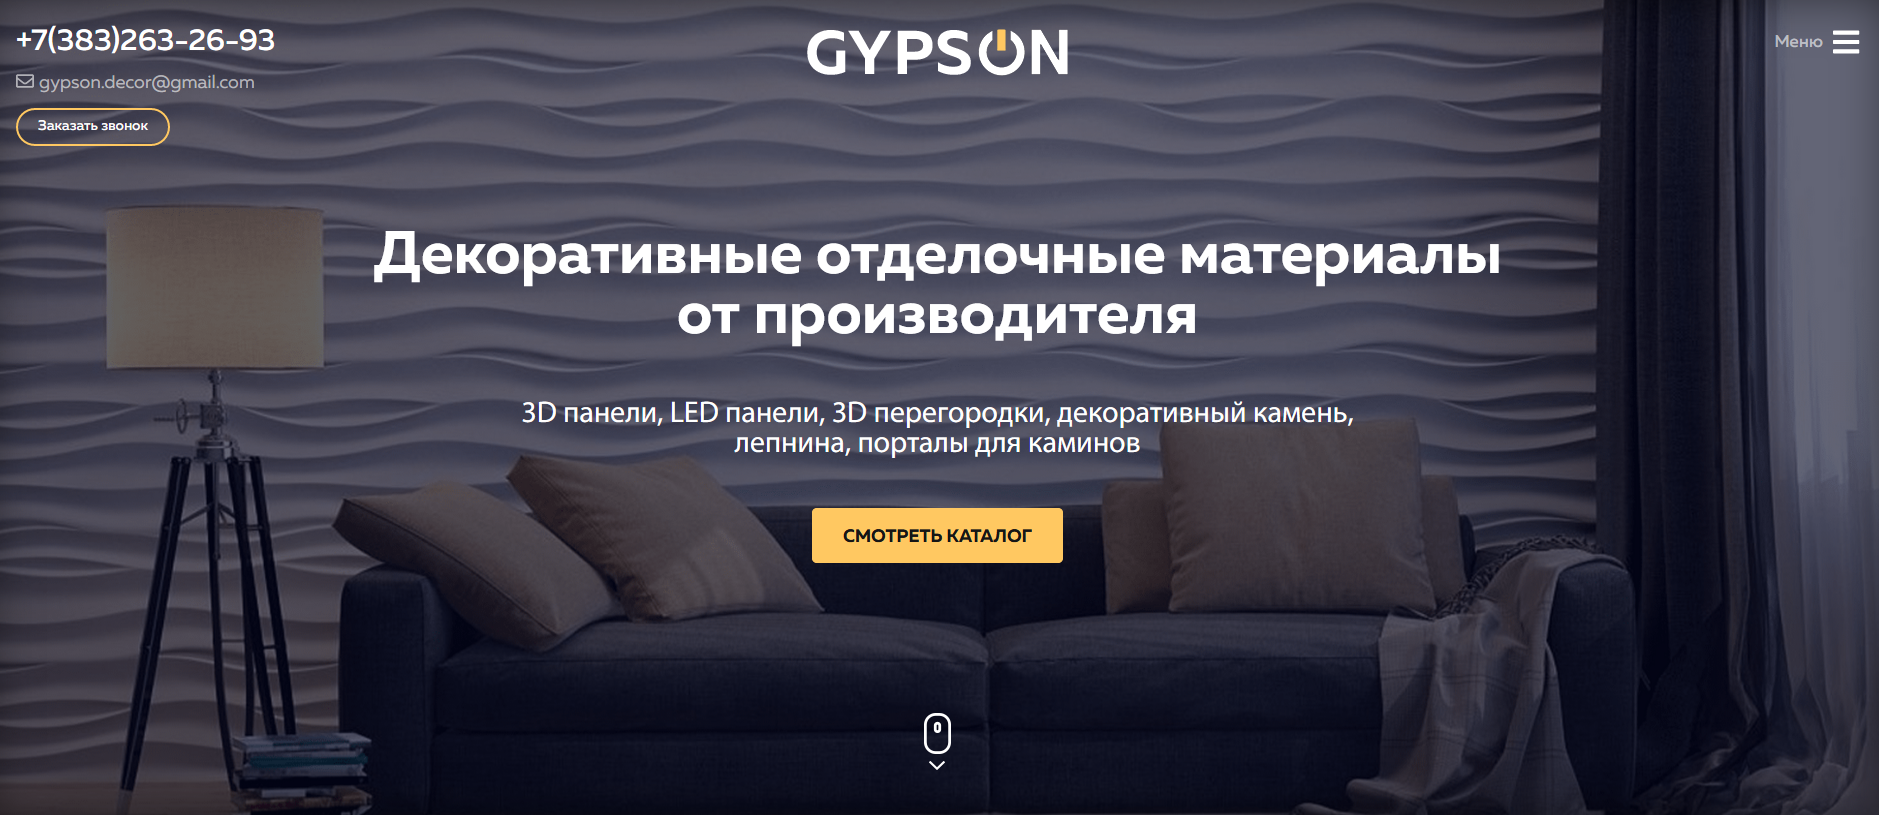 +7(383)263-26-93
gypson.decor@gmail.com
Заказать звонок
GYPSON
Меню
Декоративные отделочные материалы
от производителя
3D панели, LED панели, 3D перегородки, декоративный камень,
лепнина, порталы для каминов
СМОТРЕТЬ КАТАЛОГ